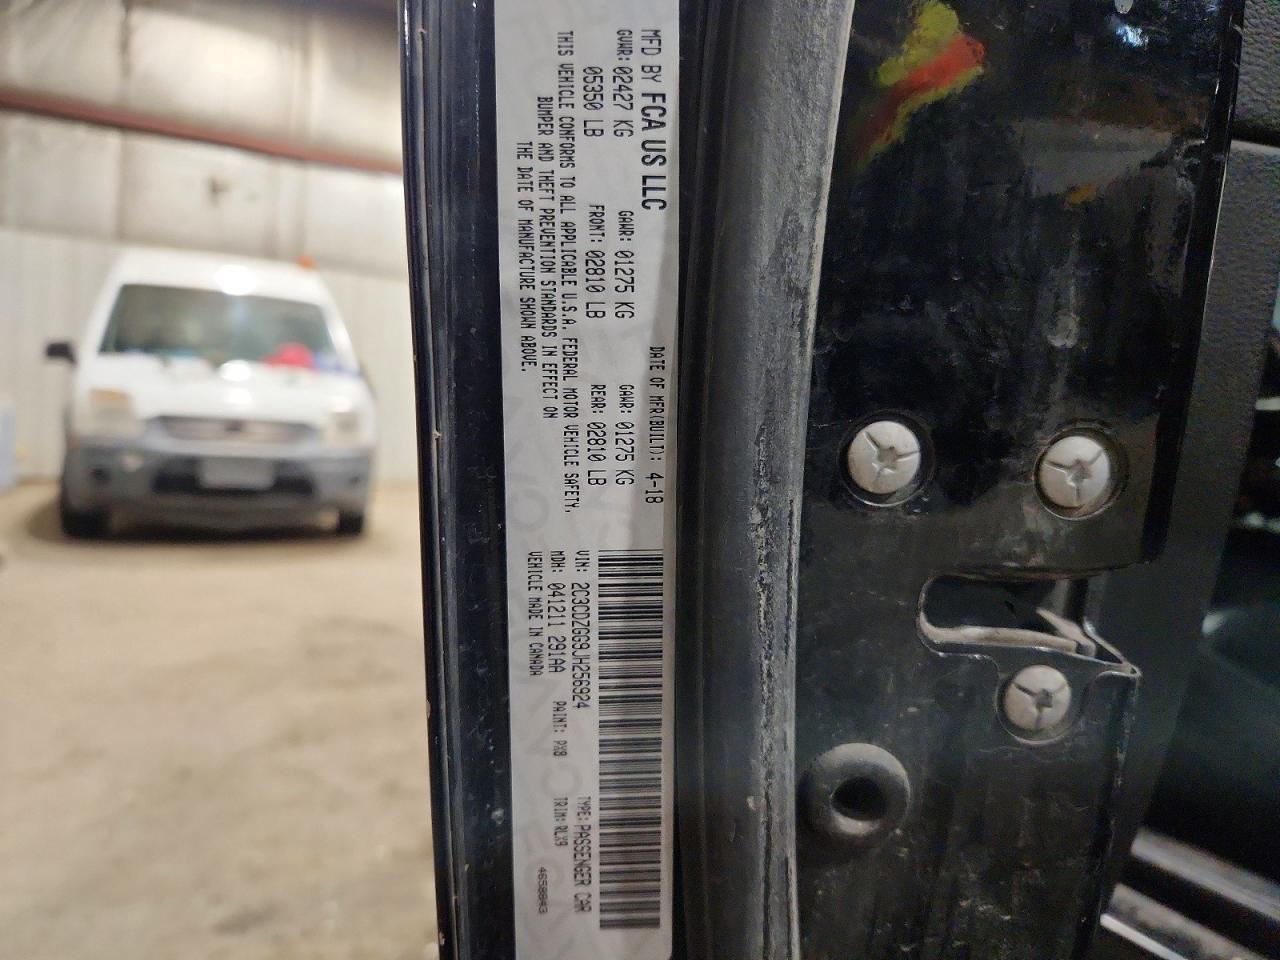 MFD BY FCA US LLC
DATE OF MFR(BUILT): 4-18
GVWR: 02427 KG GAWR: 01275 KG GAWR: 01275 KG
05350 LB FRONT: 02810 LB REAR: 02810 LB
THIS VEHICLE CONFORMS TO ALL APPLICABLE U.S.A. FEDERAL MOTOR VEHICLE SAFETY,
BUMPER AND THEFT PREVENTION STANDARDS IN EFFECT ON
THE DATE OF MANUFACTURE SHOWN ABOVE.
VIN: 2C3CDZGG9JH256924 TYPE: PASSENGER CAR
MDH: 041211 291AA PAINT: PX8 TRIM: RLX9
VEHICLE MADE IN CANADA 4658843